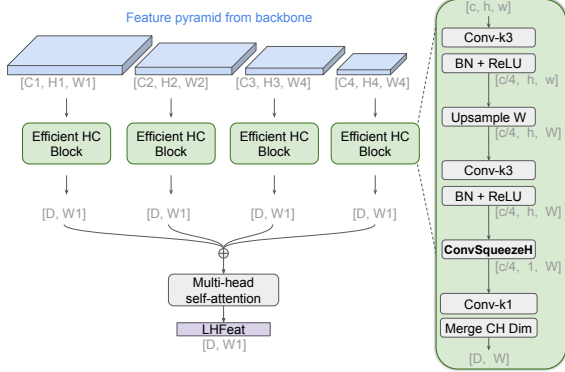 Feature pyramid from backbone
[C1, H1, W1]
[C2, H2, W2]
[C3, H3, W4]
[C4, H4, W4]
Efficient HC
Block
Efficient HC
Block
Efficient HC
Block
Efficient HC
Block
[D, W1]
[D, W1]
[D, W1]
[D, W1]
Multi-head
self-attention
LHFeat
[D, W1]
[c, h, w]
Conv-k3
BN + ReLU
[c/4, h, w]
Upsample W
[c/4, h, W]
Conv-k3
BN + ReLU
[c/4, h, W]
ConvSqueezeH
[c/4, 1, W]
Conv-k1
Merge CH Dim
[D, W]